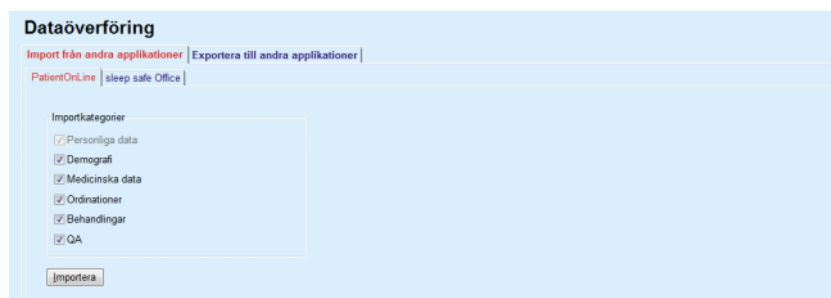 Dataöverföring
Import från andra applikationer Exportera till andra applikationer
PatientOnLine sleep safe Office
Importkategorier
Personliga data
Demografi
Medicinska data
Ordinationer
Behandlingar
QA
Importera